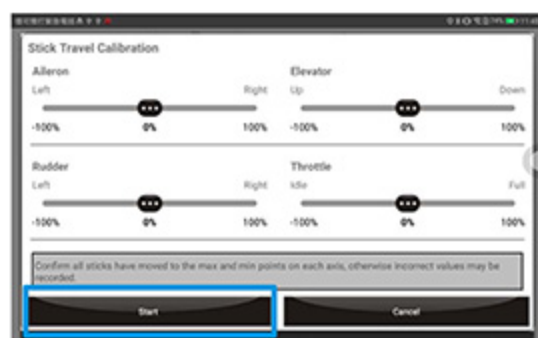 Stick Travel Calibration
Aileron
Left Right
-100% 0% 100%
Elevator
Up Down
-100% 0% 100%
Rudder
Left Right
-100% 0% 100%
Throttle
Idle Full
-100% 0% 100%
Confirm all sticks have moved to the max and min points on each axis, otherwise incorrect values may be
recorded.
Start Cancel